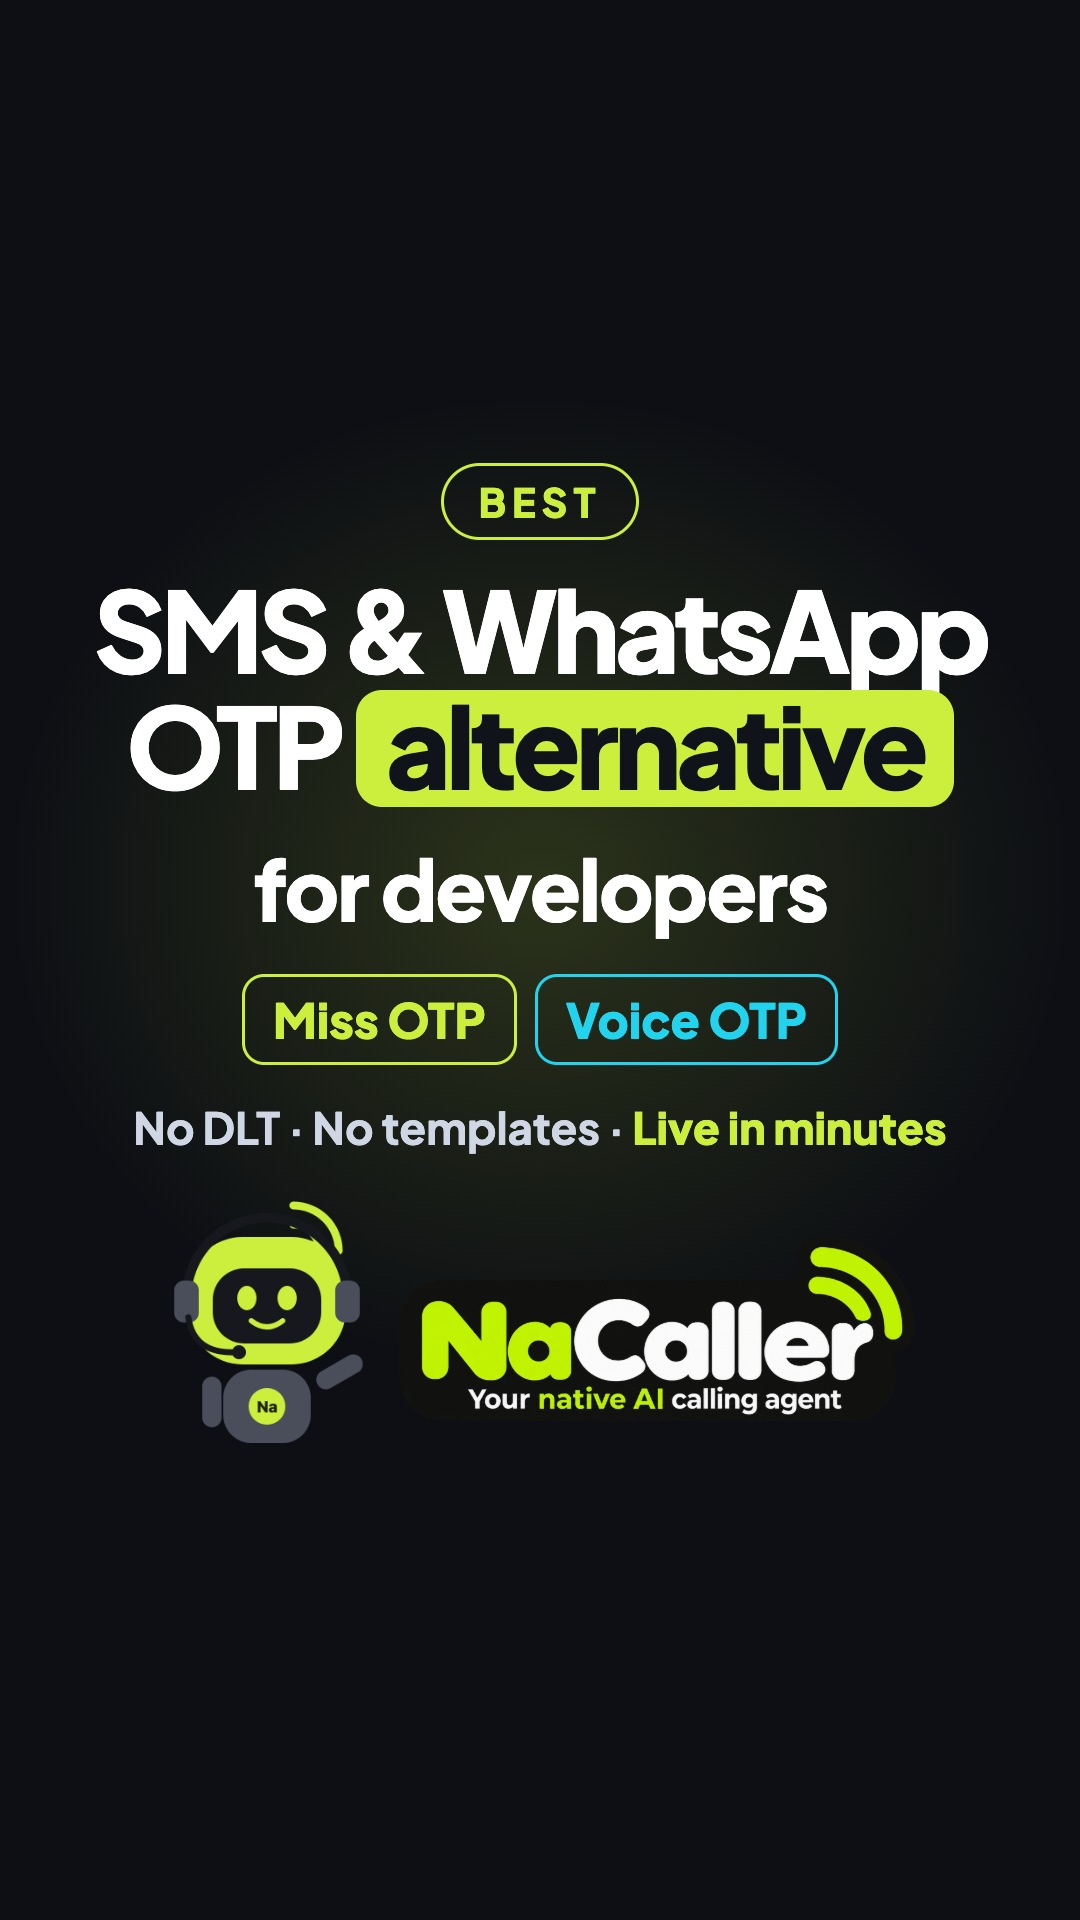 BEST
SMS & WhatsApp
OTP alternative
for developers
Miss OTP Voice OTP
No DLT · No templates · Live in minutes
Na
NaCaller
Your native AI calling agent